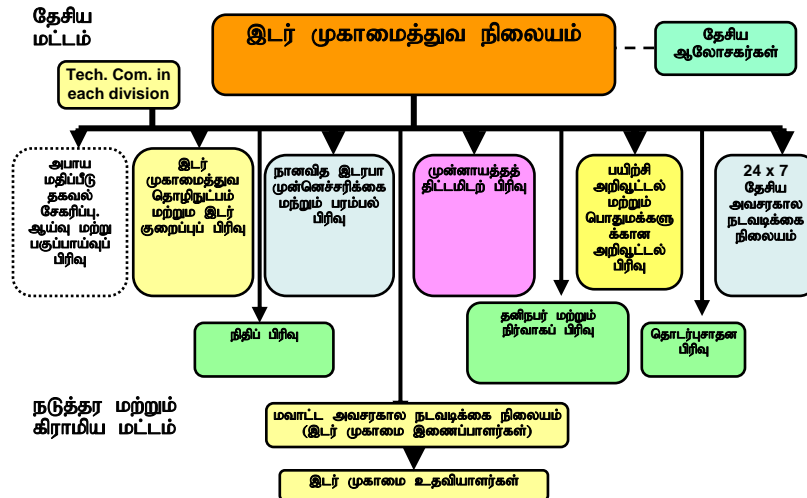 தேசிய
மட்டம்
இடர் முகாமைத்துவ நிலையம்
தேசிய
ஆலோசகர்கள்
Tech. Com. in
each division
அபாய
மதிப்பீடு
தகவல்
சேகரிப்பு.
ஆய்வு மற்று
பகுப்பாய்வுப்
பிரிவு
இடர்
முகாமைத்துவ
தொழிநுட்பம்
மற்றும இடர்
குறைப்புப் பிரிவு
நானவித இடரபா
முன்னெச்சரிக்கை
மந்றும் பரம்பல்
பிரிவு
முன்னாயத்தத்
திட்டமிடற் பிரிவு
பயிற்சி
அறிவூட்டல்
மற்றும்
பொதுமக்களு
க்கான
அறிவூட்டல்
பிரிவு
24 x 7
தேசிய
அவசரகால
நடவடிக்கை
நிலையம்
நிதிப் பிரிவு
தனிநபர் மற்றும்
நிர்வாகப் பிரிவு
தொடர்புசாதன
பிரிவு
நடுத்தர மற்றும்
கிராமிய மட்டம்
மவாட்ட அவசரகால நடவடிக்கை நிலையம்
(இடர் முகாமை இணைப்பாளர்கள்)
இடர் முகாமை உதவியாளர்கள்